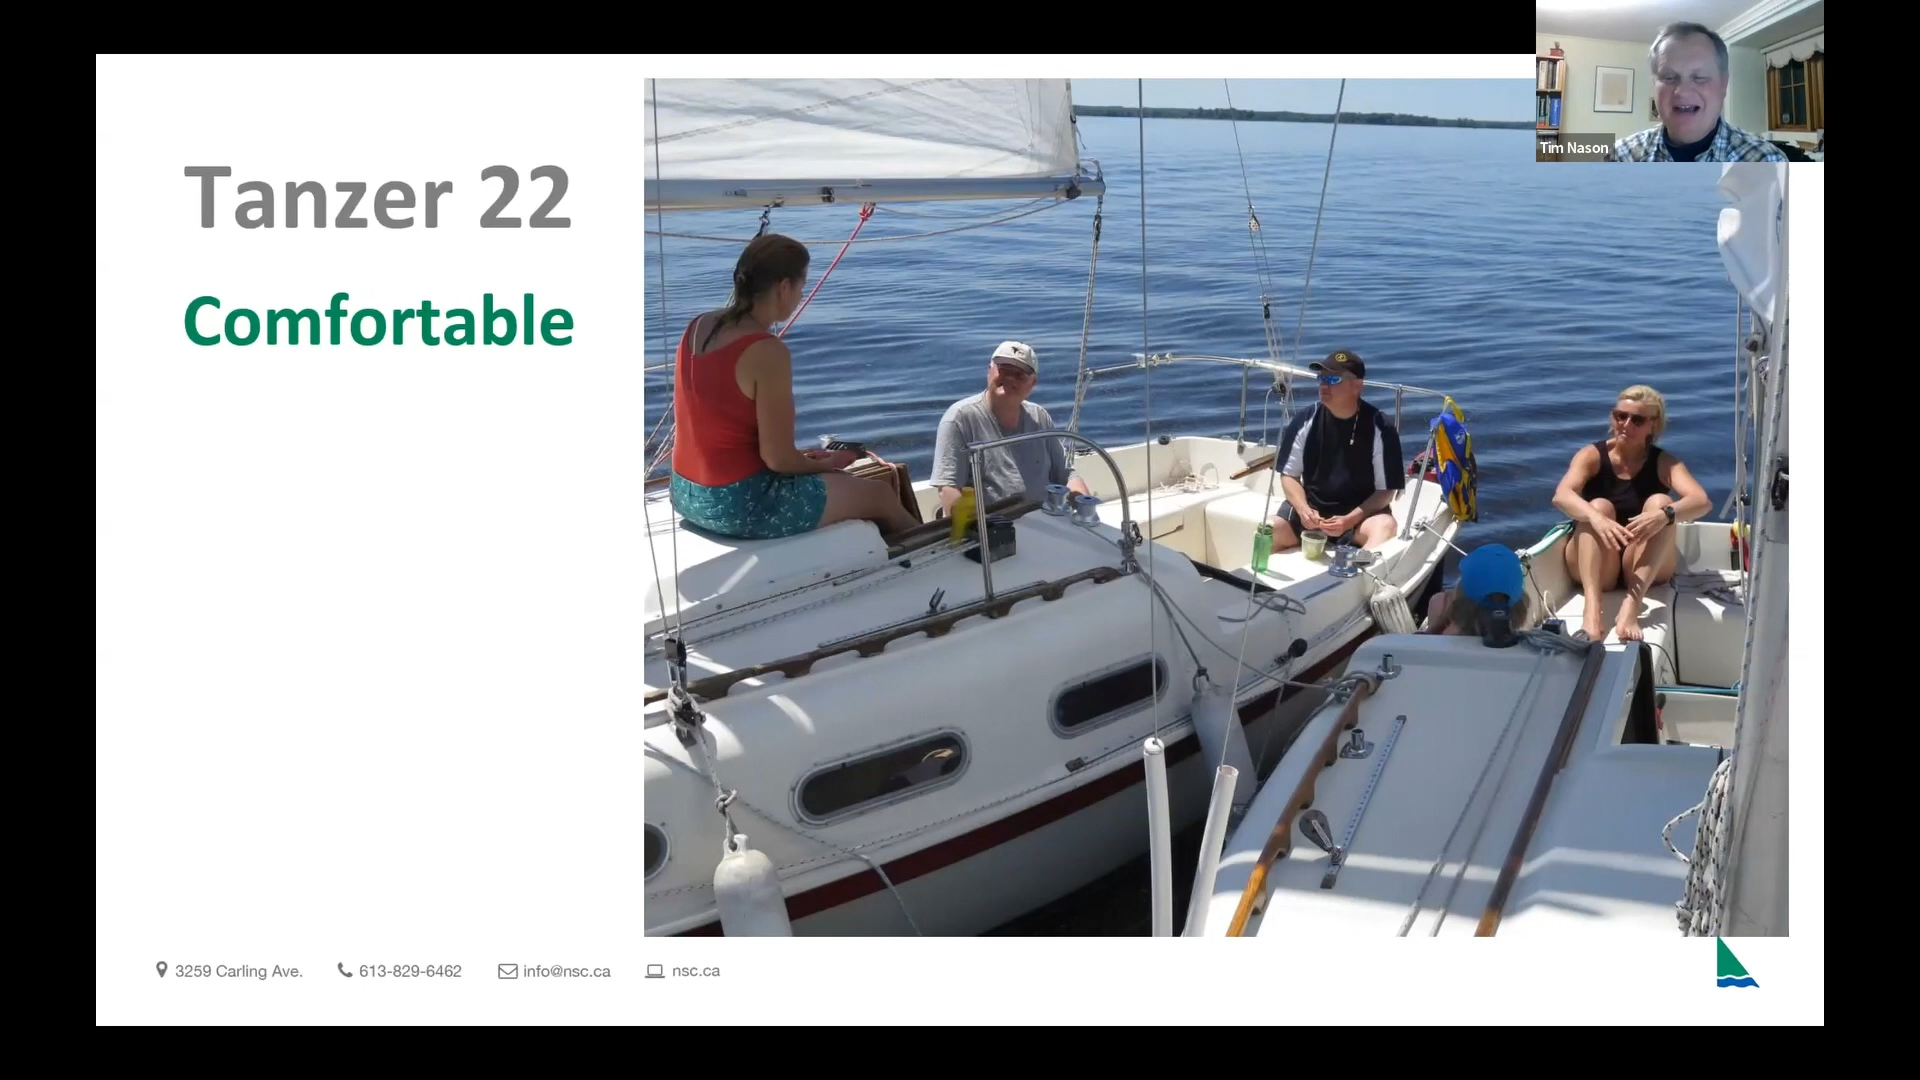 Tim Nason
Tanzer 22
Comfortable
3259 Carling Ave.
613-829-6462
info@nsc.ca
nsc.ca